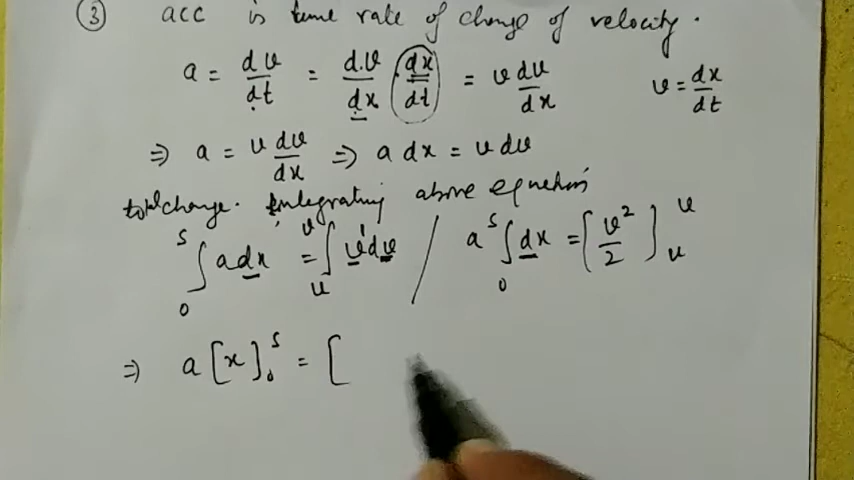 ③ acc is time rate of change of velocity.
a = dv/dt = d.v/dx (dx/dt) = v dv/dx    v = dx/dt
⇒ a = v dv/dx ⇒ a dx = v dv
total change. Integrating above equation
∫₀ˢ a dx = ∫ᵤᵛ v¹ dv / a ∫₀ˢ dx = [v²/2]ᵤᵛ
⇒ a [x]₀ˢ = [